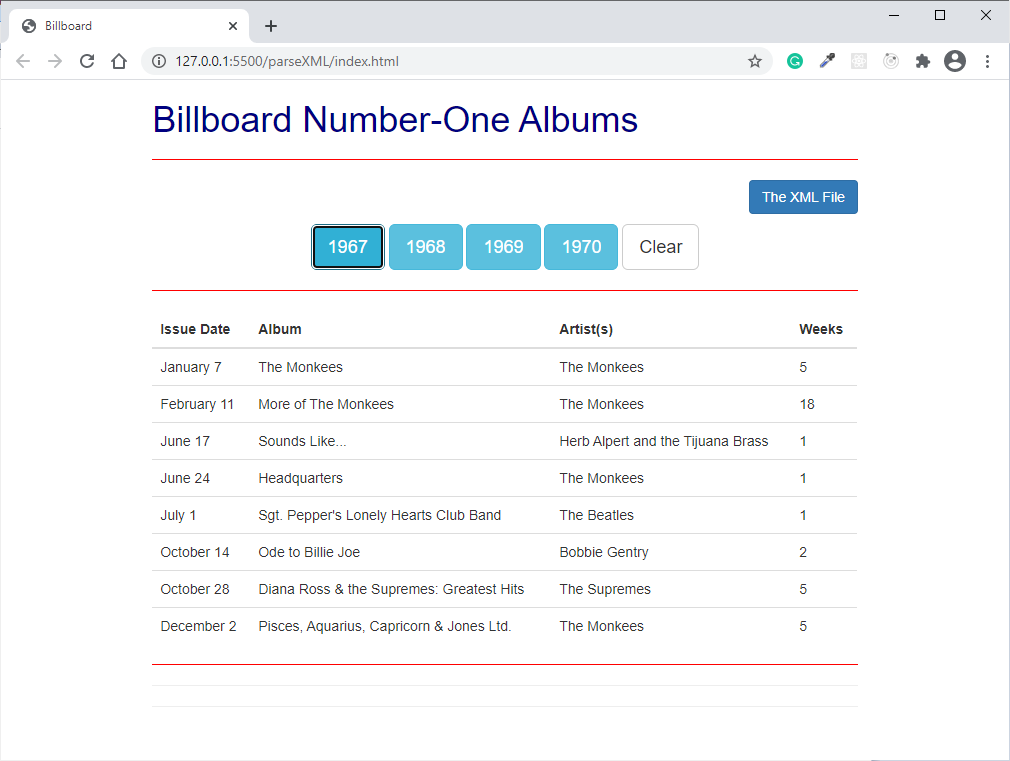 Billboard
127.0.0.1:5500/parseXML/index.html
Billboard Number-One Albums
The XML File
1967 1968 1969 1970 Clear
Issue Date Album Artist(s) Weeks
January 7 The Monkees The Monkees 5
February 11 More of The Monkees The Monkees 18
June 17 Sounds Like... Herb Alpert and the Tijuana Brass 1
June 24 Headquarters The Monkees 1
July 1 Sgt. Pepper's Lonely Hearts Club Band The Beatles 1
October 14 Ode to Billie Joe Bobbie Gentry 2
October 28 Diana Ross & the Supremes: Greatest Hits The Supremes 5
December 2 Pisces, Aquarius, Capricorn & Jones Ltd. The Monkees 5